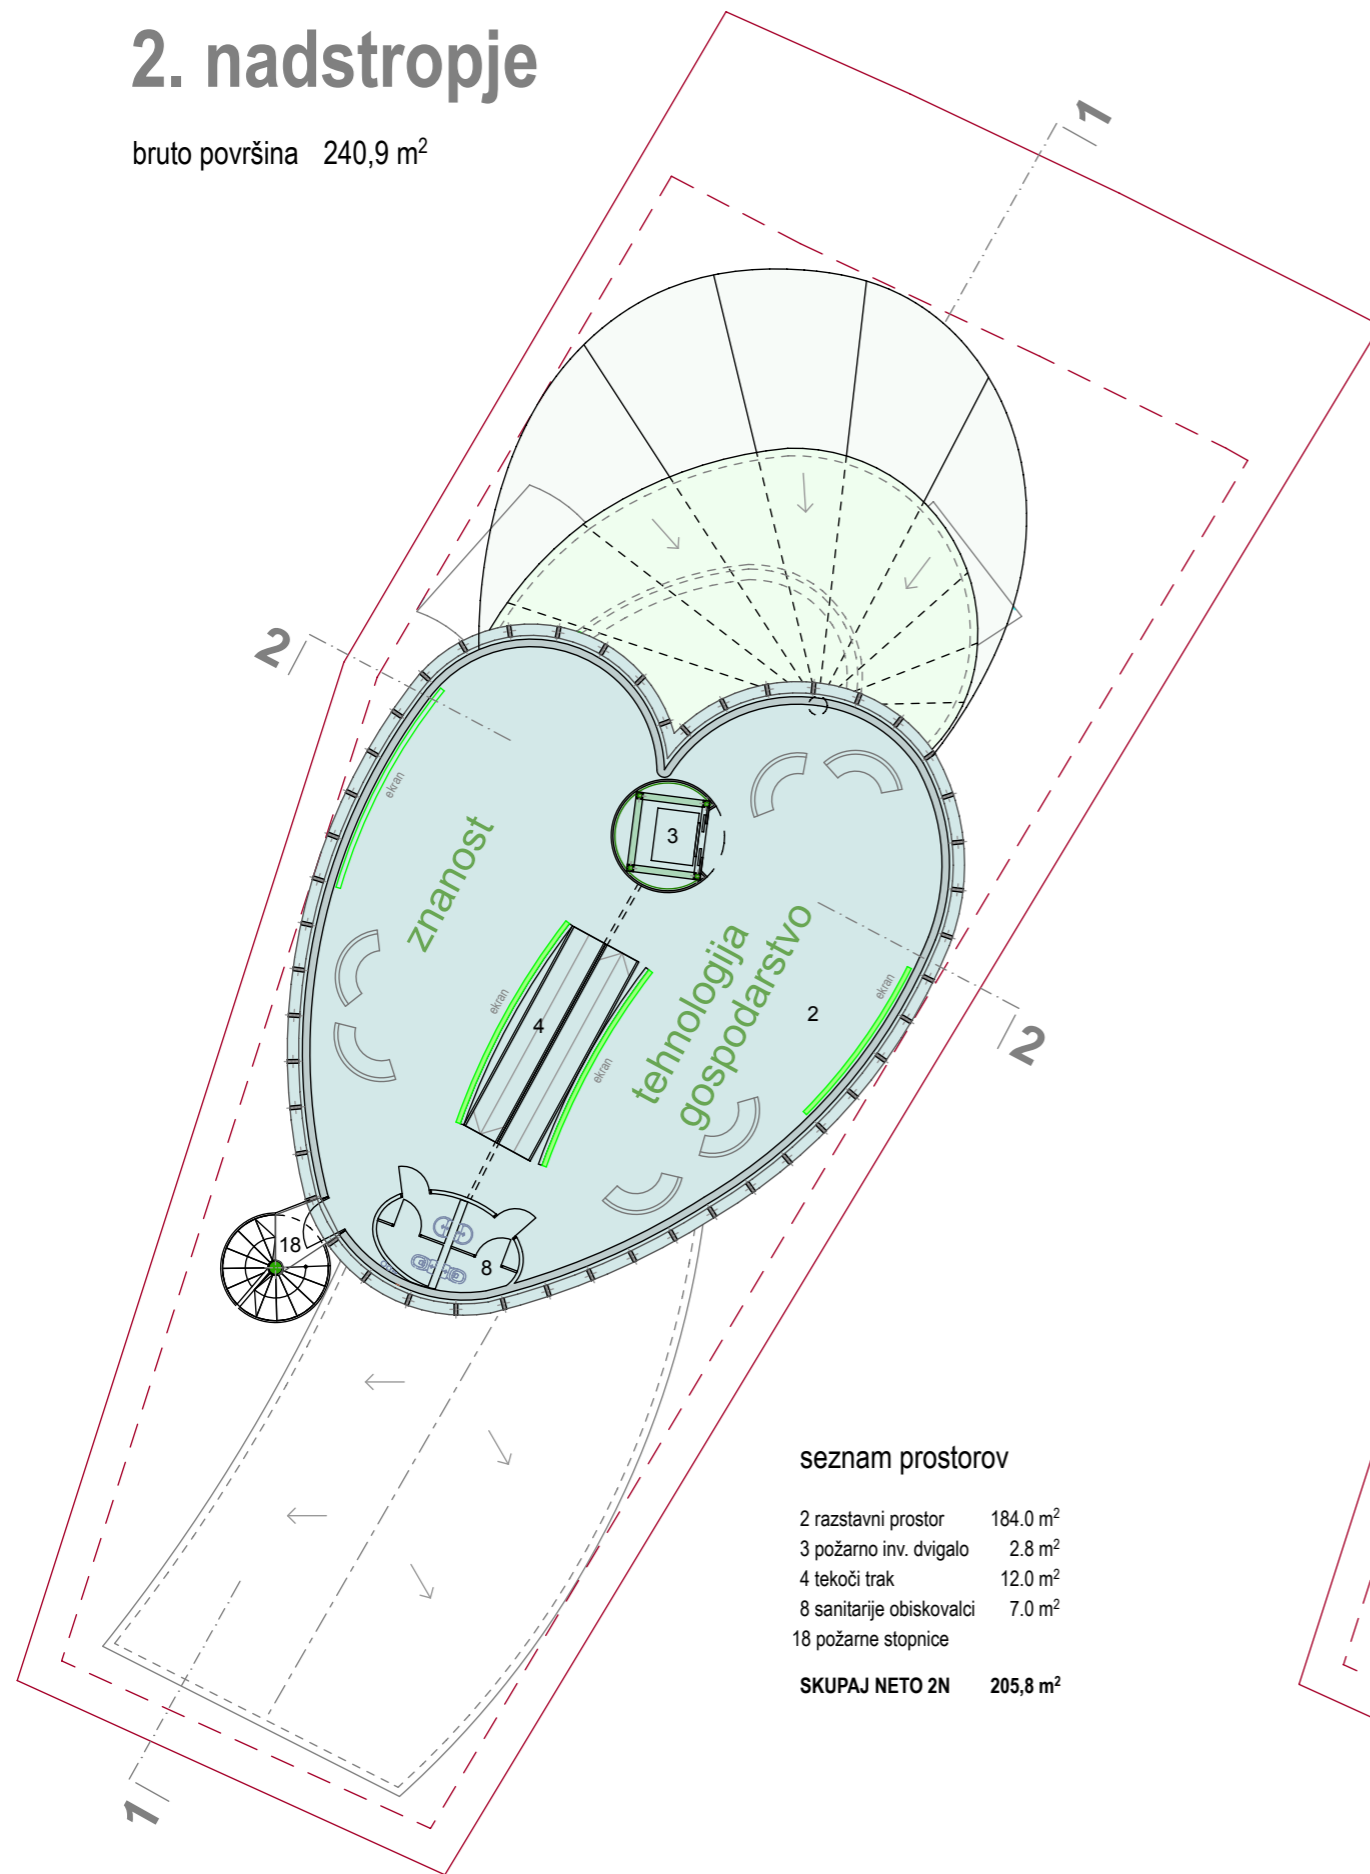 2. nadstropje
bruto površina 240,9 m²
1
2
ekran
znanost
3
tehnologija
gospodarstvo
2
ekran
ekran
4
ekran
2
18
8
seznam prostorov
2 razstavni prostor 184.0 m²
3 požarno inv. dvigalo 2.8 m²
4 tekoči trak 12.0 m²
8 sanitarije obiskovalci 7.0 m²
18 požarne stopnice
SKUPAJ NETO 2N 205,8 m²
1